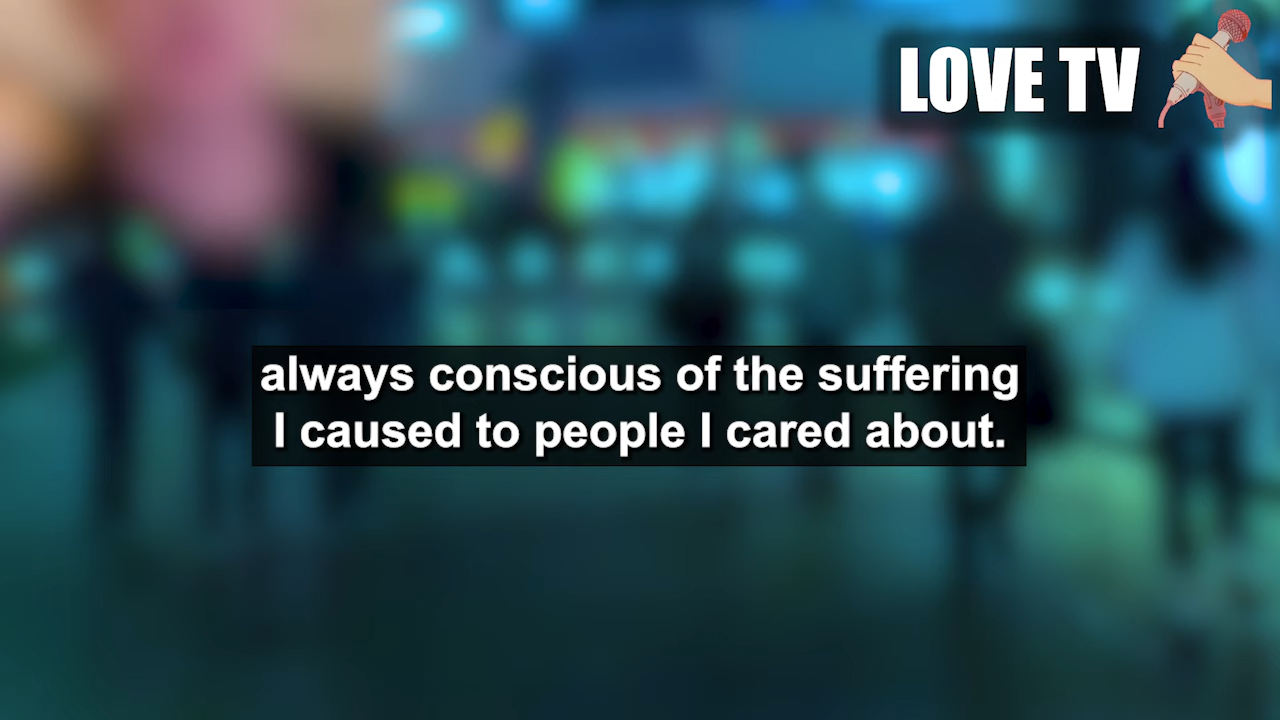 LOVE TV
always conscious of the suffering
I caused to people I cared about.